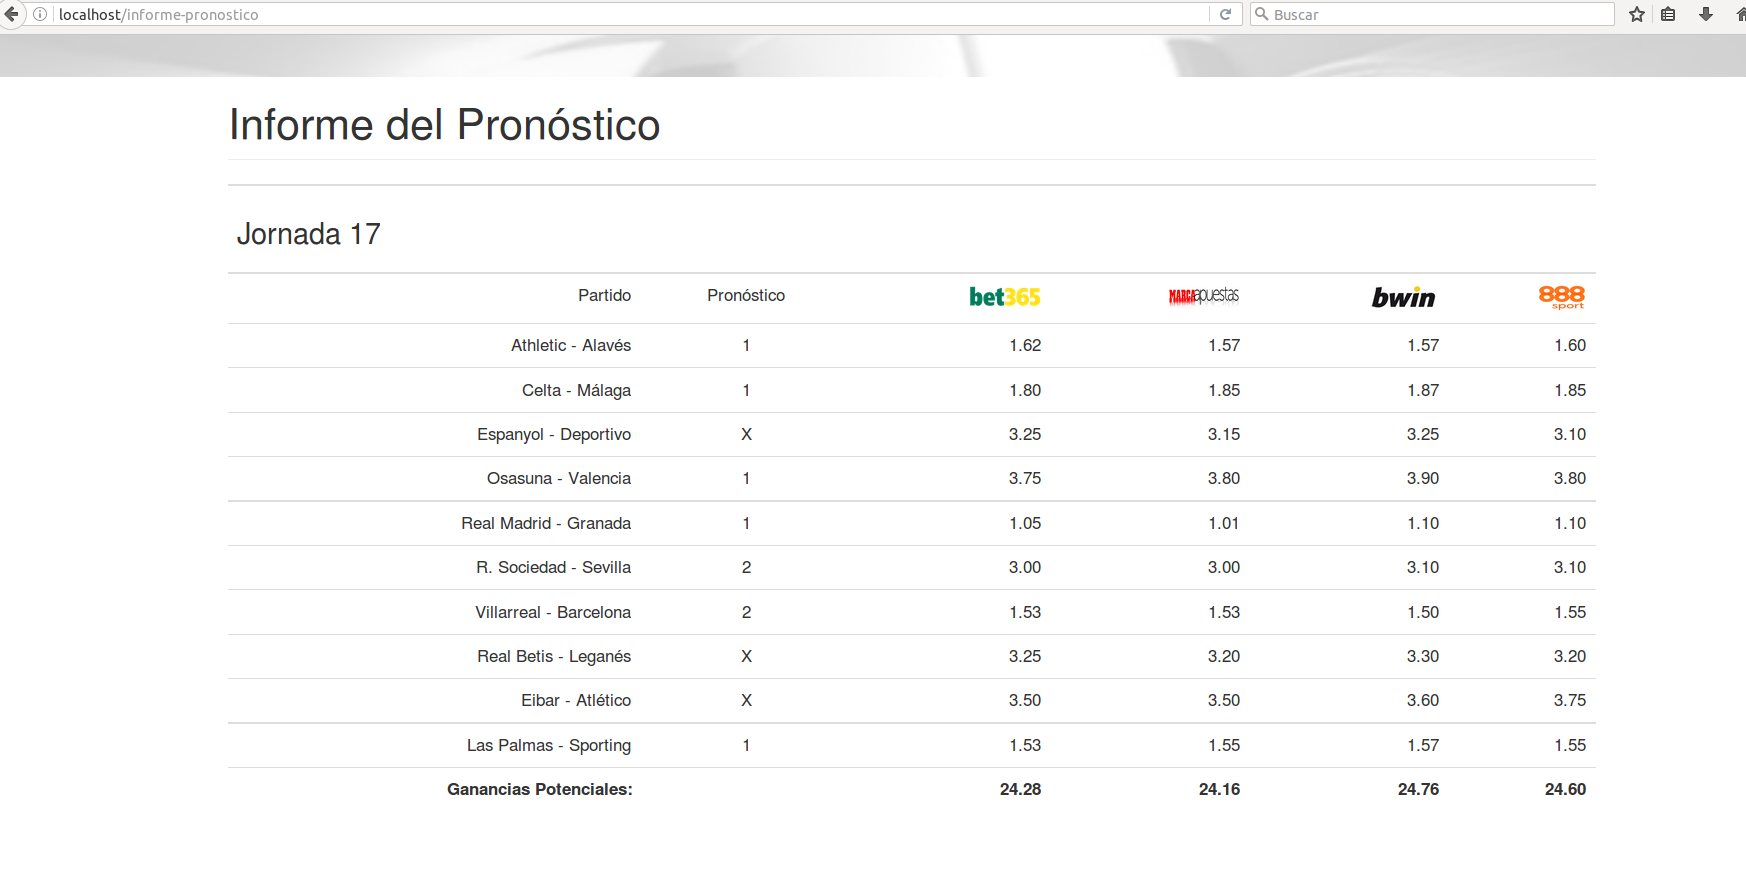 localhost/informe-pronostico Buscar
Informe del Pronóstico
Jornada 17
Partido Pronóstico bet365 MARCA apuestas bwin 888 sport
Athletic - Alavés 1 1.62 1.57 1.57 1.60
Celta - Málaga 1 1.80 1.85 1.87 1.85
Espanyol - Deportivo X 3.25 3.15 3.25 3.10
Osasuna - Valencia 1 3.75 3.80 3.90 3.80
Real Madrid - Granada 1 1.05 1.01 1.10 1.10
R. Sociedad - Sevilla 2 3.00 3.00 3.10 3.10
Villarreal - Barcelona 2 1.53 1.53 1.50 1.55
Real Betis - Leganés X 3.25 3.20 3.30 3.20
Eibar - Atlético X 3.50 3.50 3.60 3.75
Las Palmas - Sporting 1 1.53 1.55 1.57 1.55
Ganancias Potenciales: 24.28 24.16 24.76 24.60